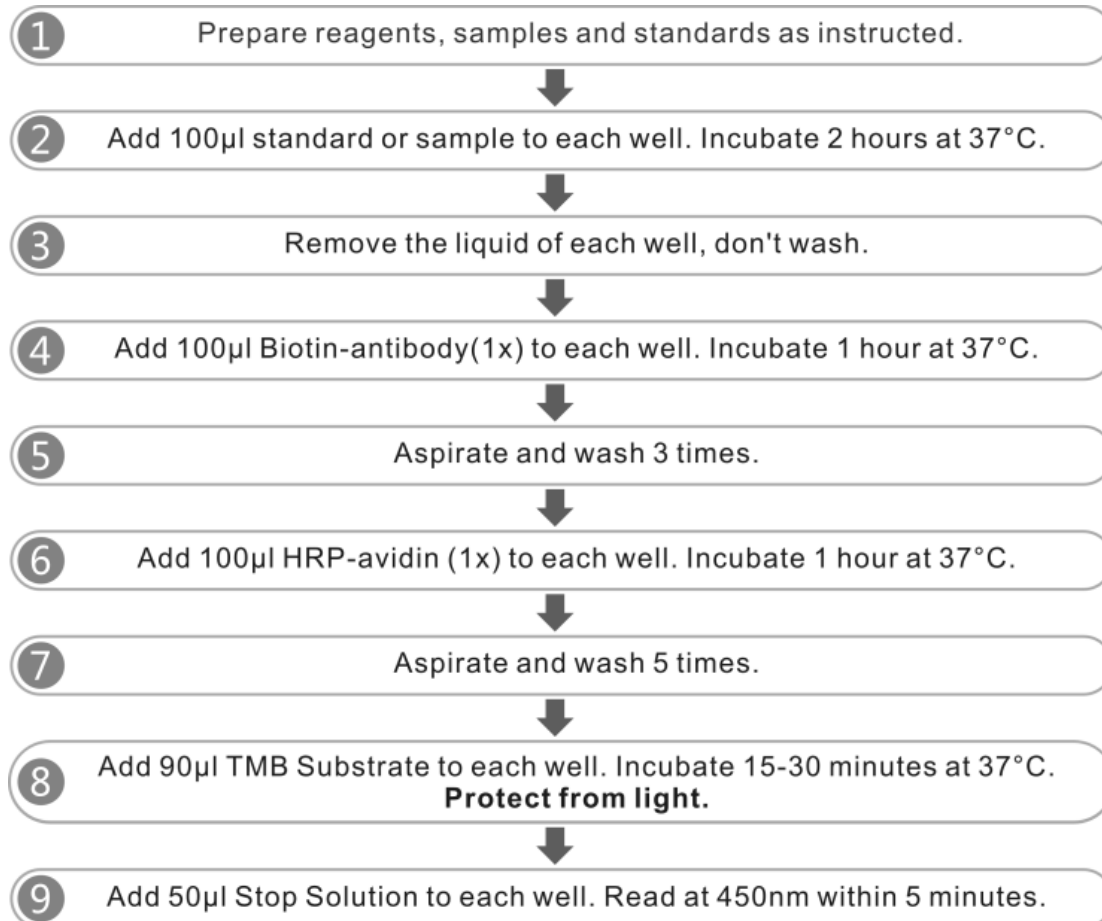 1 Prepare reagents, samples and standards as instructed.
2 Add 100μl standard or sample to each well. Incubate 2 hours at 37°C.
3 Remove the liquid of each well, don't wash.
4 Add 100μl Biotin-antibody(1x) to each well. Incubate 1 hour at 37°C.
5 Aspirate and wash 3 times.
6 Add 100μl HRP-avidin (1x) to each well. Incubate 1 hour at 37°C.
7 Aspirate and wash 5 times.
8 Add 90μl TMB Substrate to each well. Incubate 15-30 minutes at 37°C.
Protect from light.
9 Add 50μl Stop Solution to each well. Read at 450nm within 5 minutes.